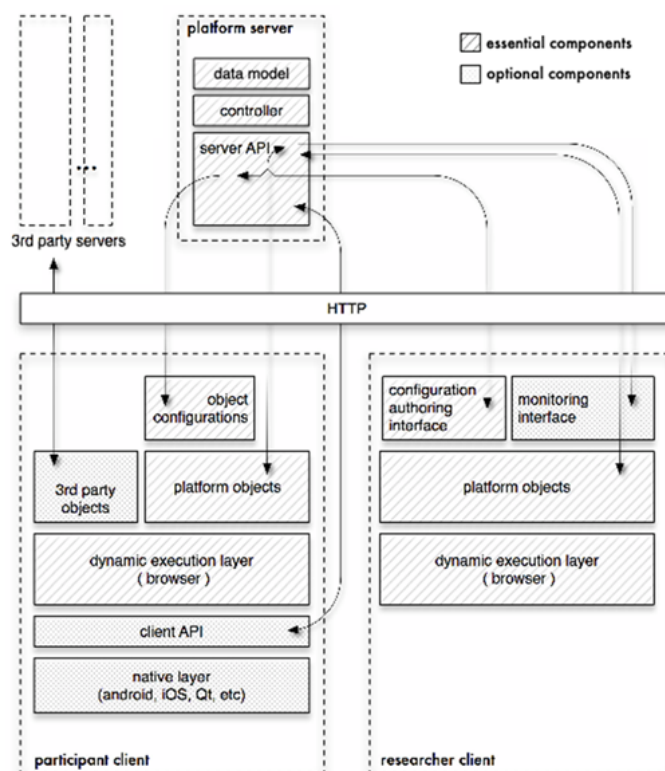 platform server
essential components
optional components
data model
controller
server API
...
3rd party servers
HTTP
object
configurations
configuration
authoring
interface
monitoring
interface
3rd party
objects
platform objects
platform objects
dynamic execution layer
( browser )
dynamic execution layer
( browser )
client API
native layer
(android, iOS, Qt, etc)
participant client
researcher client